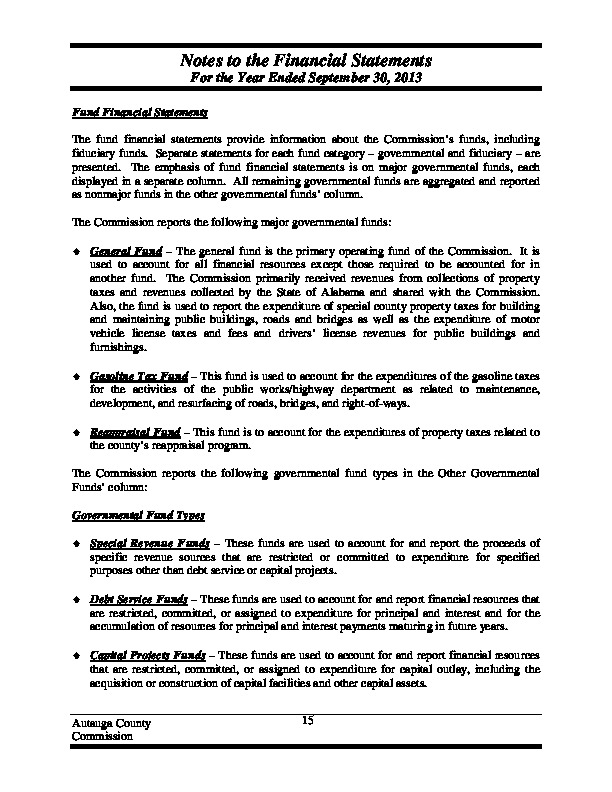 Notes to the Financial Statements
For the Year Ended September 30, 2013
Fund Financial Statements
The fund financial statements provide information about the Commission's funds, including
fiduciary funds. Separate statements for each fund category – governmental and fiduciary – are
presented. The emphasis of fund financial statements is on major governmental funds, each
displayed in a separate column. All remaining governmental funds are aggregated and reported
as nonmajor funds in the other governmental funds' column.
The Commission reports the following major governmental funds:
♦ General Fund – The general fund is the primary operating fund of the Commission. It is
used to account for all financial resources except those required to be accounted for in
another fund. The Commission primarily received revenues from collections of property
taxes and revenues collected by the State of Alabama and shared with the Commission.
Also, the fund is used to report the expenditure of special county property taxes for building
and maintaining public buildings, roads and bridges as well as the expenditure of motor
vehicle license taxes and fees and drivers' license revenues for public buildings and
furnishings.
♦ Gasoline Tax Fund – This fund is used to account for the expenditures of the gasoline taxes
for the activities of the public works/highway department as related to maintenance,
development, and resurfacing of roads, bridges, and right-of-ways.
♦ Reappraisal Fund – This fund is to account for the expenditures of property taxes related to
the county's reappraisal program.
The Commission reports the following governmental fund types in the Other Governmental
Funds' column:
Governmental Fund Types
♦ Special Revenue Funds – These funds are used to account for and report the proceeds of
specific revenue sources that are restricted or committed to expenditure for specified
purposes other than debt service or capital projects.
♦ Debt Service Funds – These funds are used to account for and report financial resources that
are restricted, committed, or assigned to expenditure for principal and interest and for the
accumulation of resources for principal and interest payments maturing in future years.
♦ Capital Projects Funds – These funds are used to account for and report financial resources
that are restricted, committed, or assigned to expenditure for capital outlay, including the
acquisition or construction of capital facilities and other capital assets.
Autauga County
Commission
15